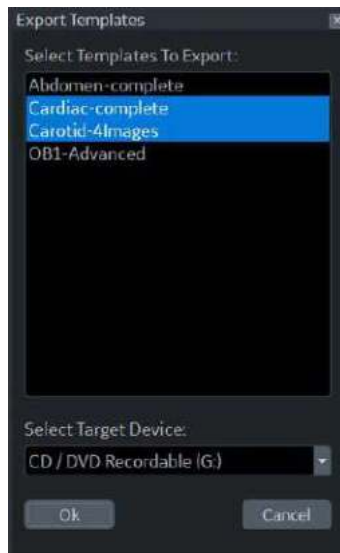 Export Templates
Select Templates To Export:
Abdomen-complete
Cardiac-complete
Carotid-4Images
OB1-Advanced
Select Target Device:
CD / DVD Recordable (G:)
Ok
Cancel